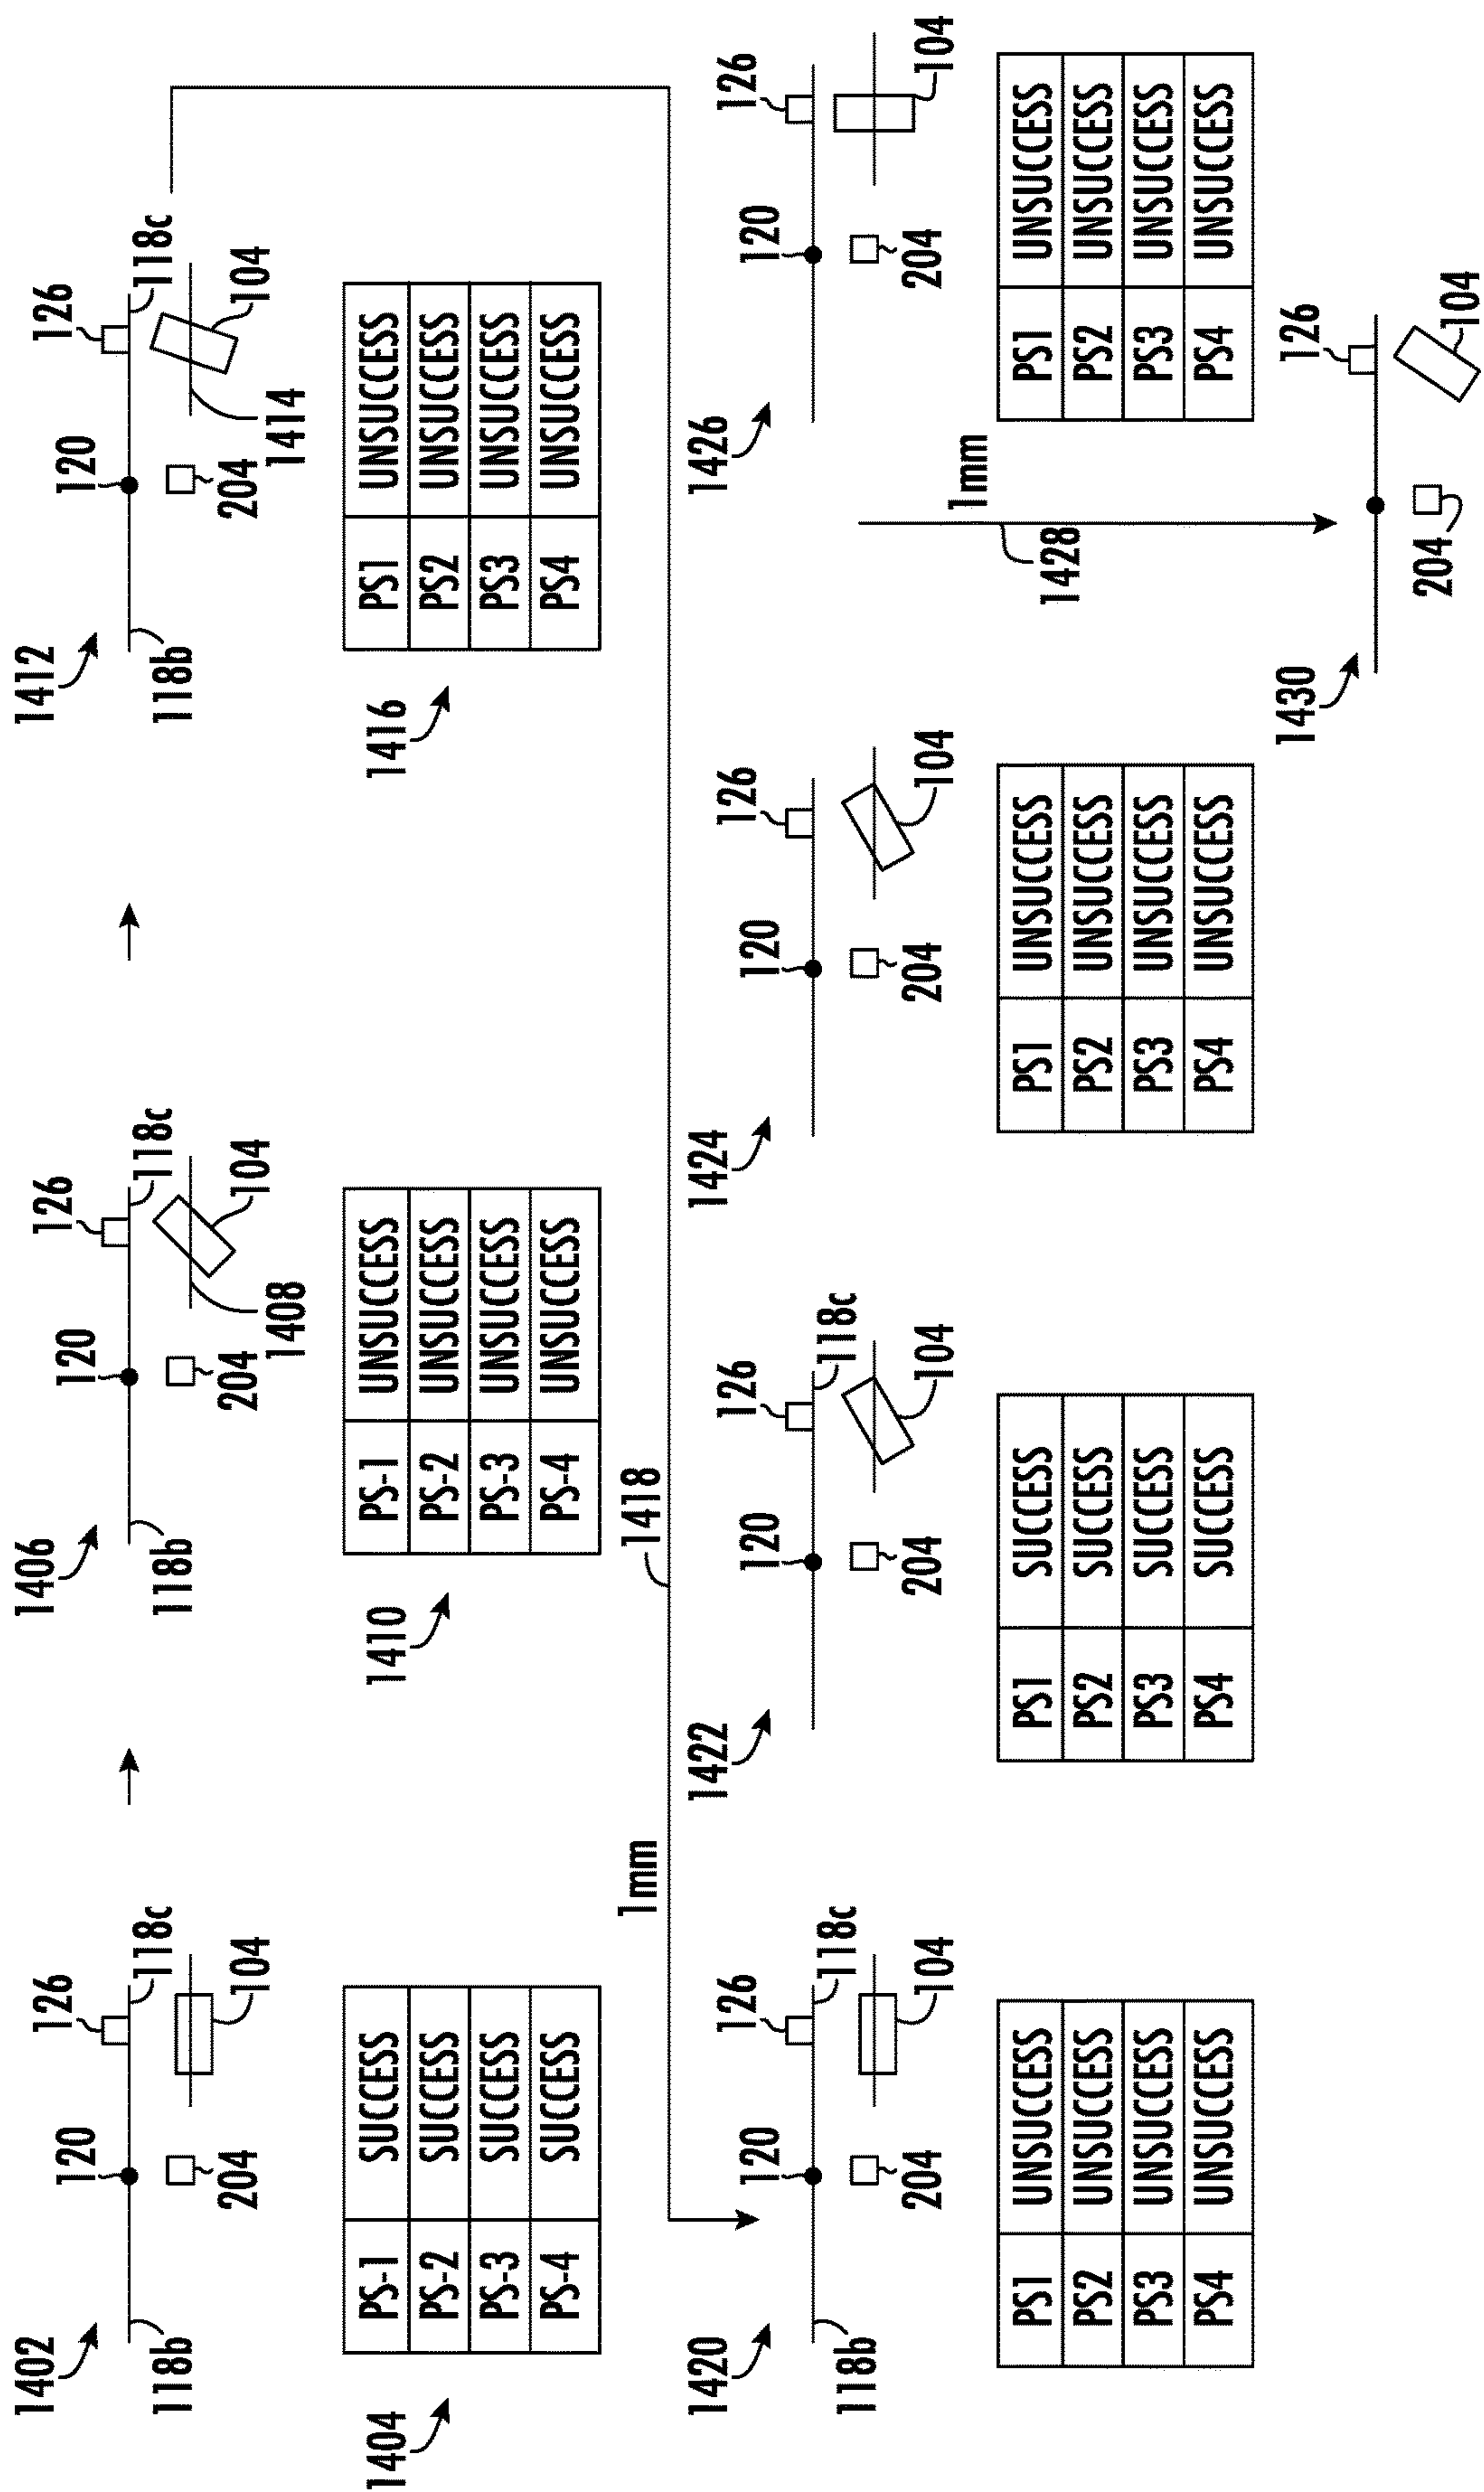 1402
120
126
118b
118c
204
104
1404
PS-1 SUCCESS
PS-2 SUCCESS
PS-3 SUCCESS
PS-4 SUCCESS
1406
120
126
118b
118c
204
1408
104
1410
PS-1 UNSUCCESS
PS-2 UNSUCCESS
PS-3 UNSUCCESS
PS-4 UNSUCCESS
1412
120
126
118b
118c
204
1414
104
1416
PS1 UNSUCCESS
PS2 UNSUCCESS
PS3 UNSUCCESS
PS4 UNSUCCESS
1mm
1418
1420
120
126
118b
118c
204
104
PS1 UNSUCCESS
PS2 UNSUCCESS
PS3 UNSUCCESS
PS4 UNSUCCESS
1422
120
126
118c
204
104
PS1 SUCCESS
PS2 SUCCESS
PS3 SUCCESS
PS4 SUCCESS
1424
120
126
204
104
PS1 UNSUCCESS
PS2 UNSUCCESS
PS3 UNSUCCESS
PS4 UNSUCCESS
1426
120
126
204
104
PS1 UNSUCCESS
PS2 UNSUCCESS
PS3 UNSUCCESS
PS4 UNSUCCESS
1mm
1428
1430
126
204
104